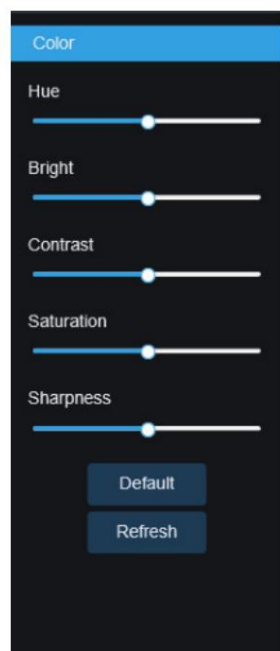 Color
Hue
Bright
Contrast
Saturation
Sharpness
Default
Refresh